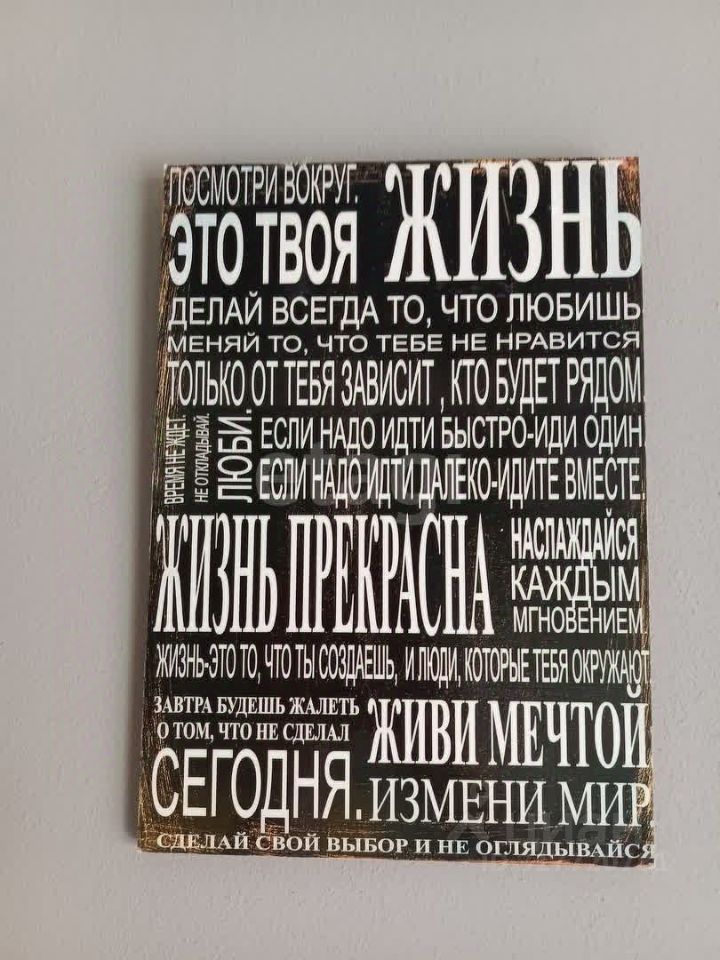 ПОСМОТРИ ВОКРУГ.
ЭТО ТВОЯ ЖИЗНЬ
ДЕЛАЙ ВСЕГДА ТО, ЧТО ЛЮБИШЬ
МЕНЯЙ ТО, ЧТО ТЕБЕ НЕ НРАВИТСЯ
ТОЛЬКО ОТ ТЕБЯ ЗАВИСИТ , КТО БУДЕТ РЯДОМ
ВРЕМЯ НЕ ЖДЕТ.
НЕ ОТКЛАДЫВАЙ.
ЛЮБИ.
ЕСЛИ НАДО ИДТИ БЫСТРО-ИДИ ОДИН
ЕСЛИ НАДО ИДТИ ДАЛЕКО-ИДИТЕ ВМЕСТЕ.
ЖИЗНЬ ПРЕКРАСНА
НАСЛАЖДАЙСЯ
КАЖДЫМ
МГНОВЕНИЕМ
ЖИЗНЬ-ЭТО ТО, ЧТО ТЫ СОЗДАЕШЬ, И ЛЮДИ, КОТОРЫЕ ТЕБЯ ОКРУЖАЮТ
ЗАВТРА БУДЕШЬ ЖАЛЕТЬ
О ТОМ, ЧТО НЕ СДЕЛАЛ
СЕГОДНЯ.
ЖИВИ МЕЧТОЙ
ИЗМЕНИ МИР
СДЕЛАЙ СВОЙ ВЫБОР И НЕ ОГЛЯДЫВАЙСЯ